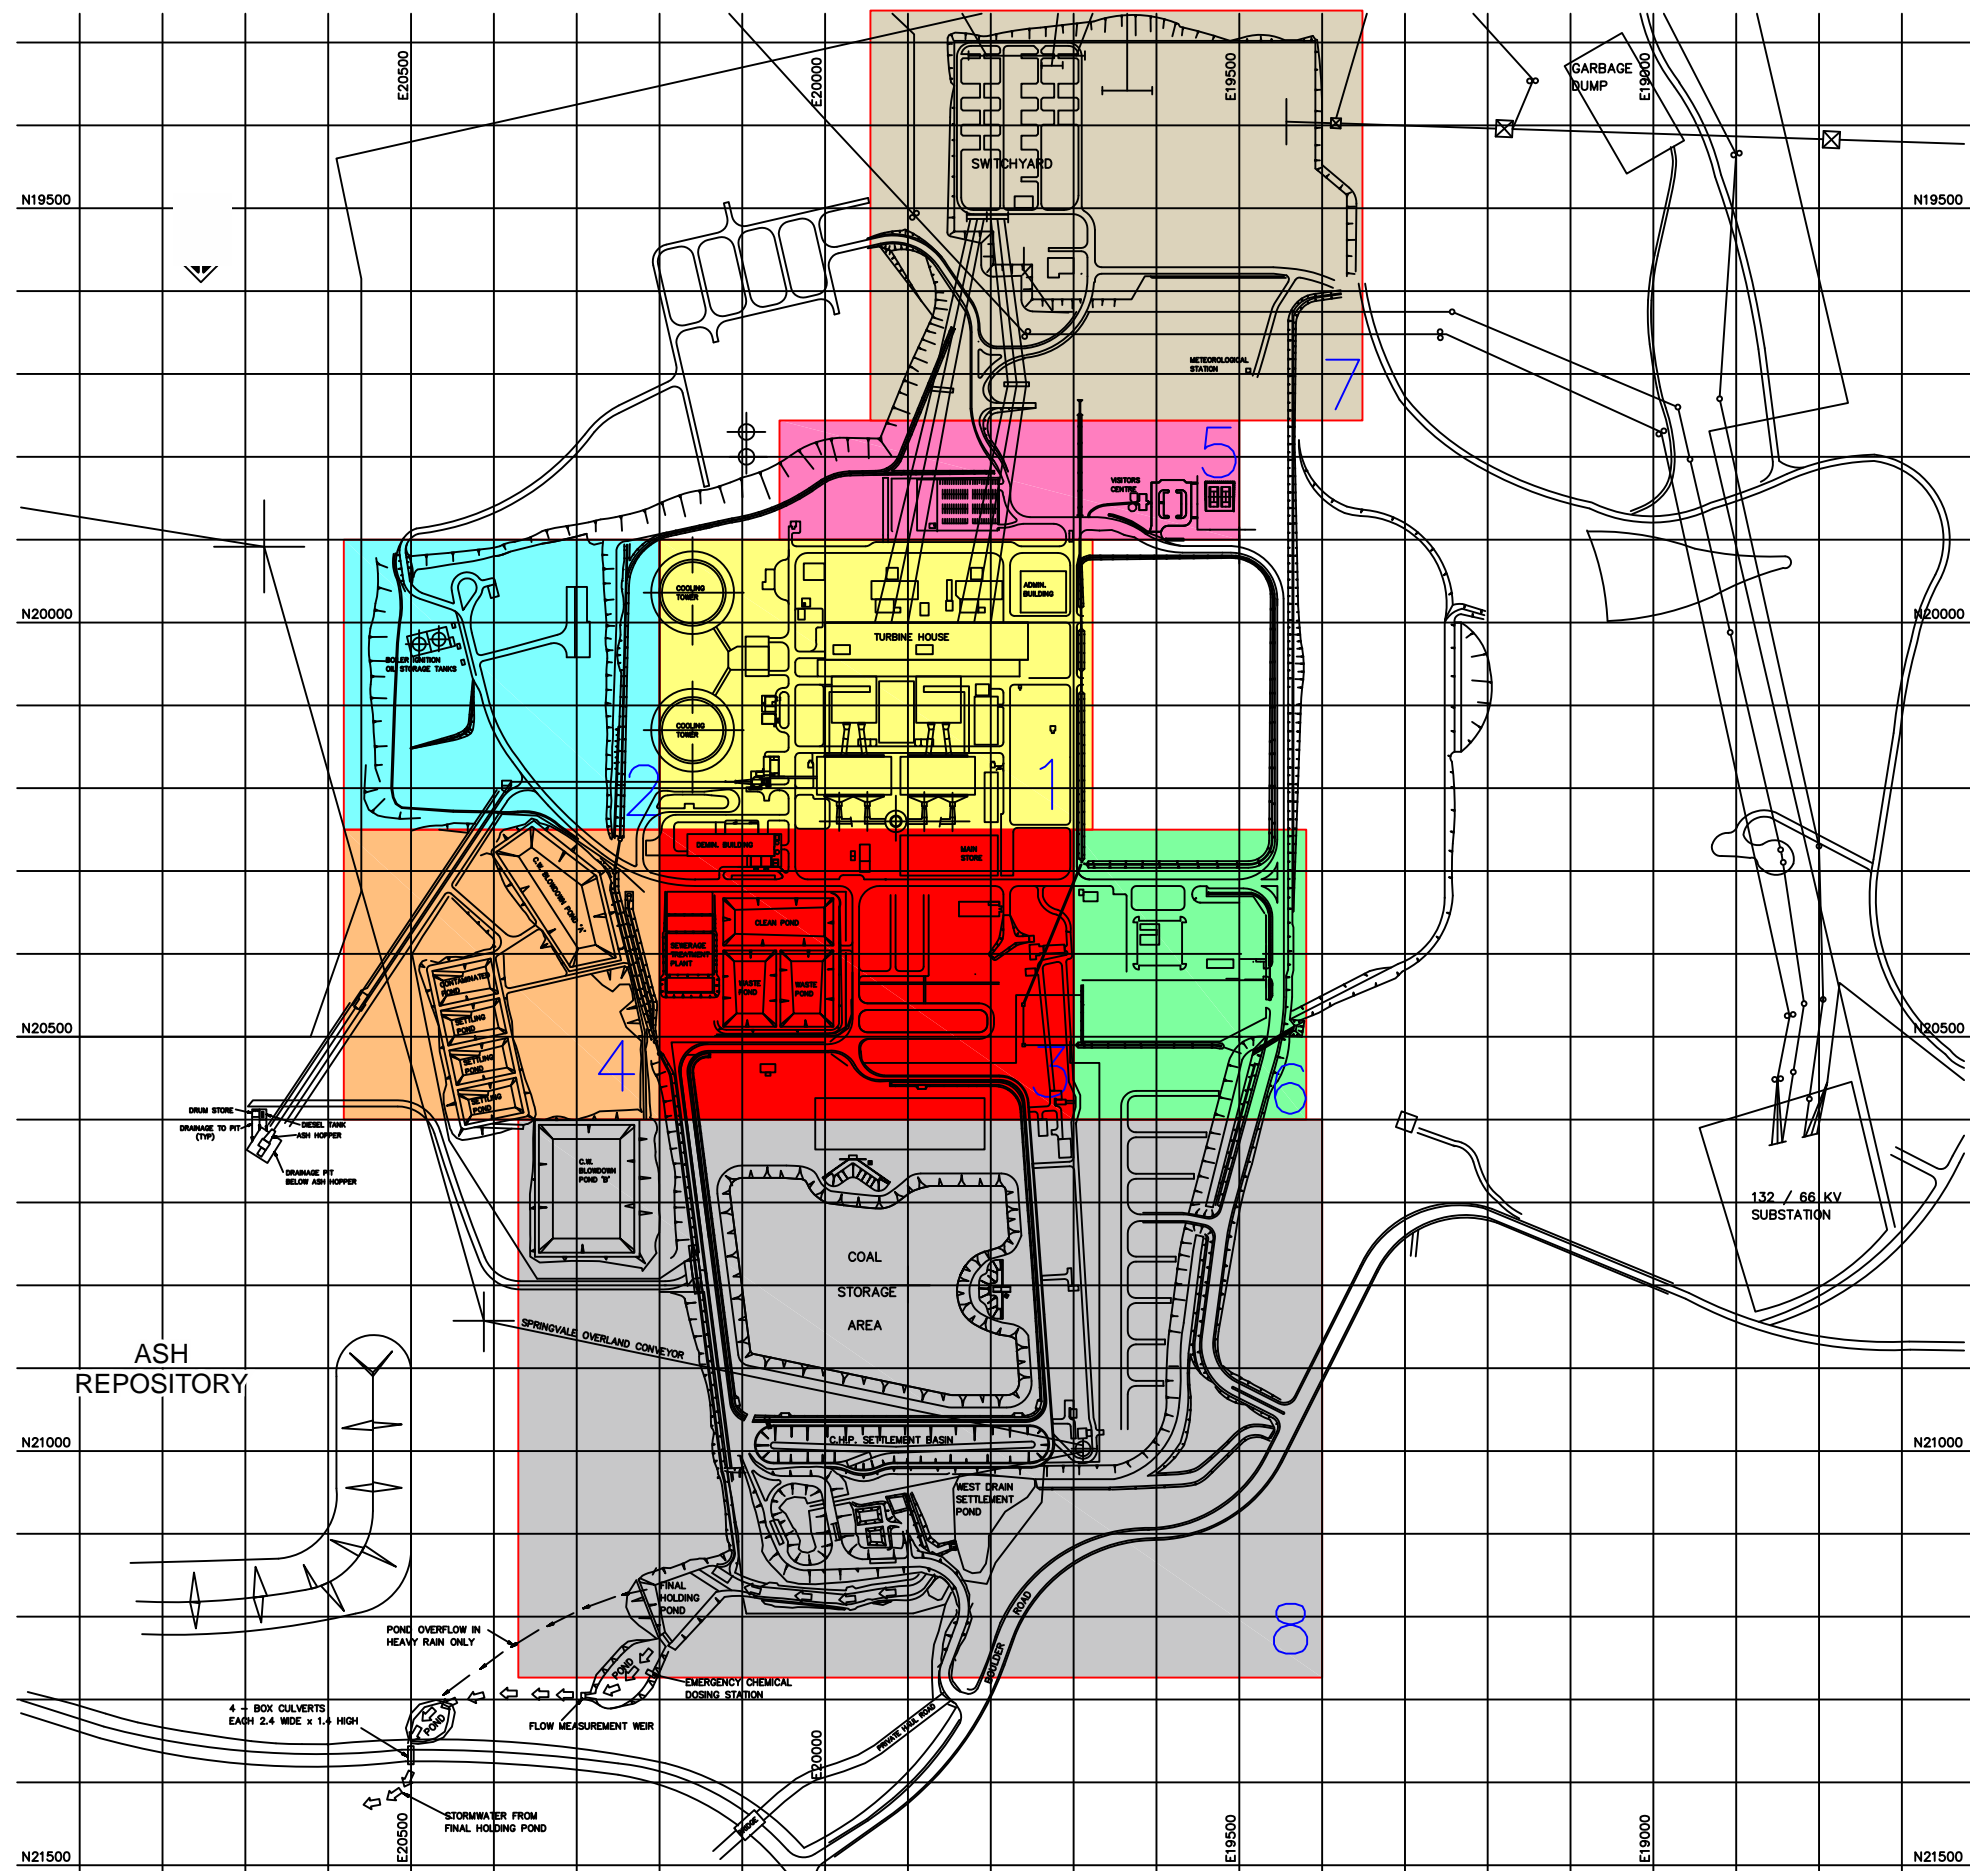 E20500
E20000
E19500
E19000
GARBAGE
DUMP
SWITCHYARD
N19500
N19500
METEOROLOGICAL
STATION
7
5
VISITORS
CENTRE
COOLING
TOWER
ADMIN.
BUILDING
N20000
N20000
TURBINE HOUSE
BOILER IGNITION
OIL STORAGE TANKS
COOLING
TOWER
2
1
DEMIN. BUILDING
MAIN
STORE
C.W. BLOWDOWN POND "A"
CLEAN POND
SEWERAGE
TREATMENT
PLANT
CONTAMINATED
POND
WASTE
POND
WASTE
POND
SETTLING
POND
N20500
N20500
SETTLING
POND
4
3
6
SETTLING
POND
DRUM STORE
DRAINAGE TO PIT
(TYP)
DIESEL TANK
ASH HOPPER
DRAINAGE PIT
BELOW ASH HOPPER
C.W.
BLOWDOWN
POND "B"
132 / 66 KV
SUBSTATION
COAL
STORAGE
AREA
SPRINGVALE OVERLAND CONVEYOR
ASH
REPOSITORY
N21000
N21000
C.H.P. SETTLEMENT BASIN
WEST DRAIN
SETTLEMENT
POND
FINAL
HOLDING
POND
8
POND OVERFLOW IN
HEAVY RAIN ONLY
BOULDER ROAD
POND
EMERGENCY CHEMICAL
DOSING STATION
4 - BOX CULVERTS
EACH 2.4 WIDE x 1.4 HIGH
POND
FLOW MEASUREMENT WEIR
PRIVATE HAUL ROAD
STORMWATER FROM
FINAL HOLDING POND
BRIDGE
E20500
E20000
E19500
E19000
N21500
N21500